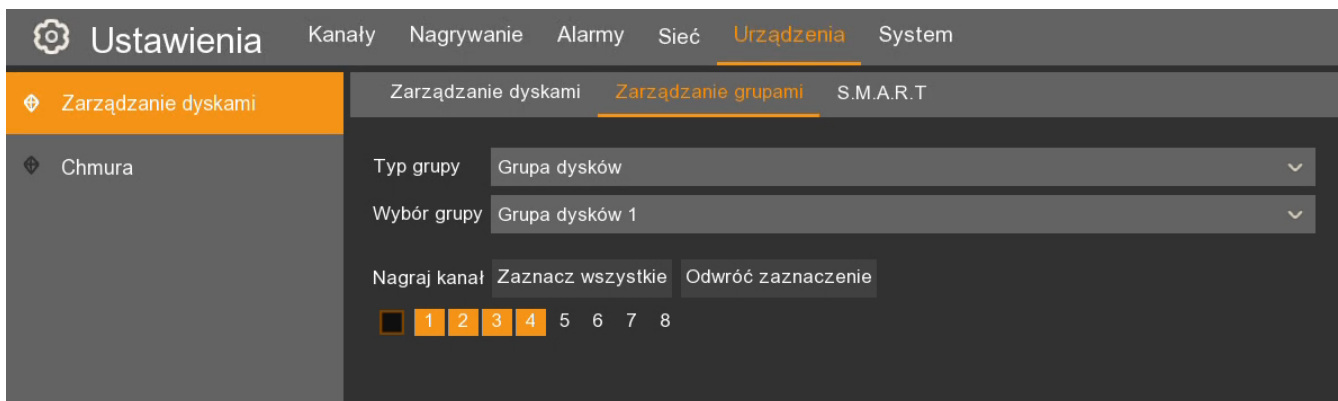 Ustawienia Kanały Nagrywanie Alarmy Sieć Urządzenia System
Zarządzanie dyskami
Chmura
Zarządzanie dyskami Zarządzanie grupami S.M.A.R.T
Typ grupy Grupa dysków
Wybór grupy Grupa dysków 1
Nagraj kanał Zaznacz wszystkie Odwróć zaznaczenie
1 2 3 4 5 6 7 8